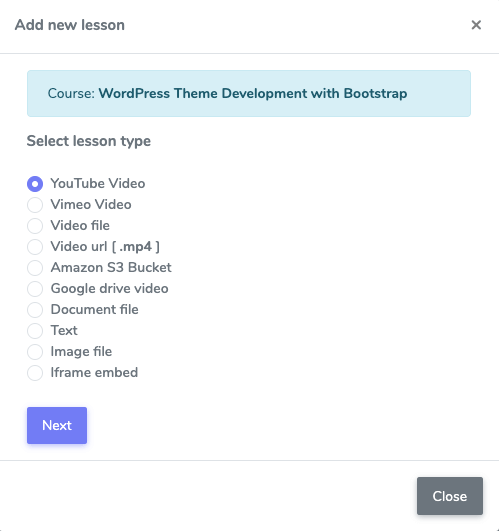 Add new lesson ×
Course: WordPress Theme Development with Bootstrap
Select lesson type
YouTube Video
Vimeo Video
Video file
Video url [ .mp4 ]
Amazon S3 Bucket
Google drive video
Document file
Text
Image file
Iframe embed
Next
Close